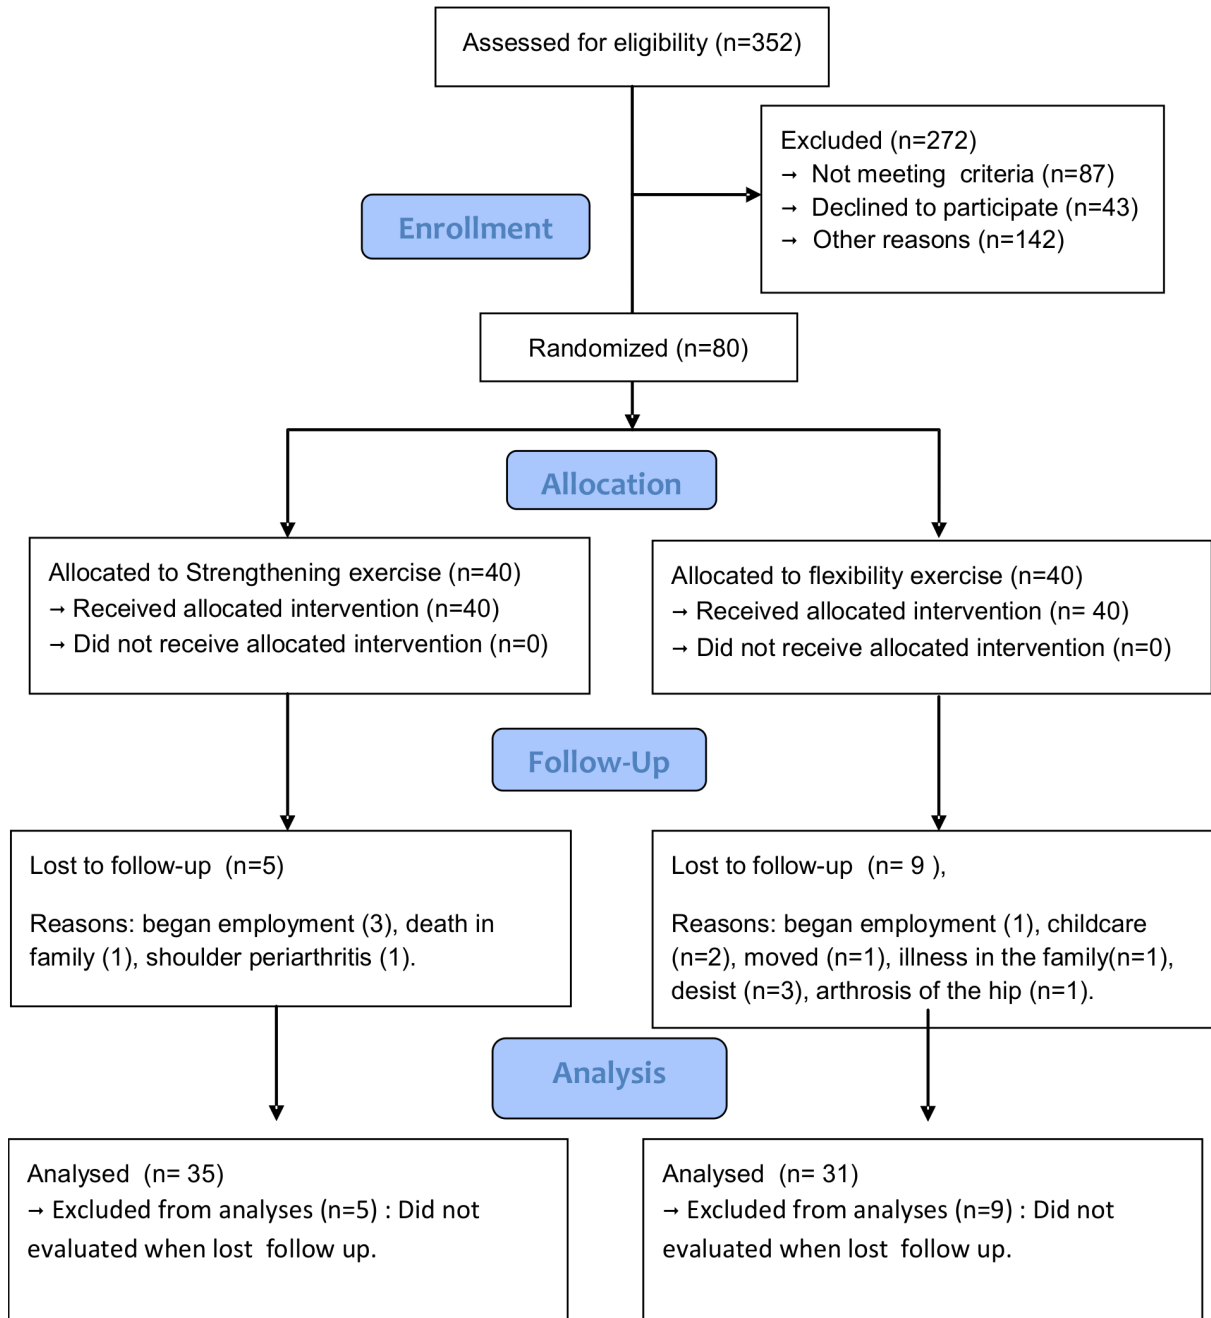 Assessed for eligibility (n=352)
Excluded (n=272)
→ Not meeting criteria (n=87)
→ Declined to participate (n=43)
→ Other reasons (n=142)
Enrollment
Randomized (n=80)
Allocation
Allocated to Strengthening exercise (n=40)
→ Received allocated intervention (n=40)
→ Did not receive allocated intervention (n=0)
Allocated to flexibility exercise (n=40)
→ Received allocated intervention (n= 40)
→ Did not receive allocated intervention (n=0)
Follow-Up
Lost to follow-up (n=5)
Reasons: began employment (3), death in
family (1), shoulder periarthritis (1).
Lost to follow-up (n= 9 ),
Reasons: began employment (1), childcare
(n=2), moved (n=1), illness in the family(n=1),
desist (n=3), arthrosis of the hip (n=1).
Analysis
Analysed (n= 35)
→ Excluded from analyses (n=5) : Did not
evaluated when lost follow up.
Analysed (n= 31)
→ Excluded from analyses (n=9) : Did not
evaluated when lost follow up.